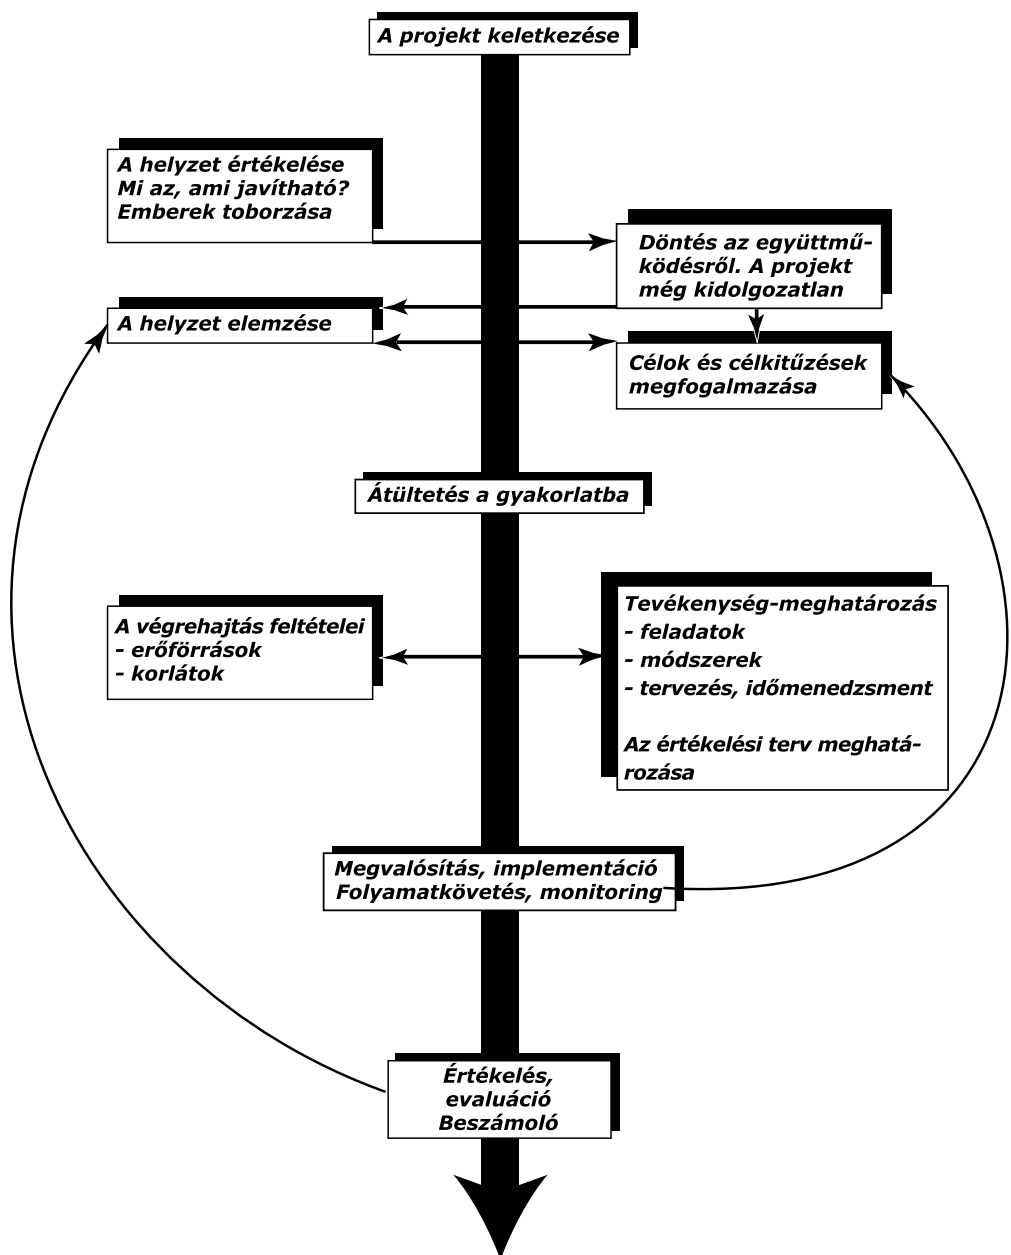 A projekt keletkezése
A helyzet értékelése
Mi az, ami javítható?
Emberek toborzása
Döntés az együttmű-
ködésről. A projekt
még kidolgozatlan
A helyzet elemzése
Célok és célkitűzések
megfogalmazása
Átültetés a gyakorlatba
A végrehajtás feltételei
- erőförrások
- korlátok
Tevékenység-meghatározás
- feladatok
- módszerek
- tervezés, időmenedzsment
Az értékelési terv meghatá-
rozása
Megvalósítás, implementáció
Folyamatkövetés, monitoring
Értékelés,
evaluáció
Beszámoló